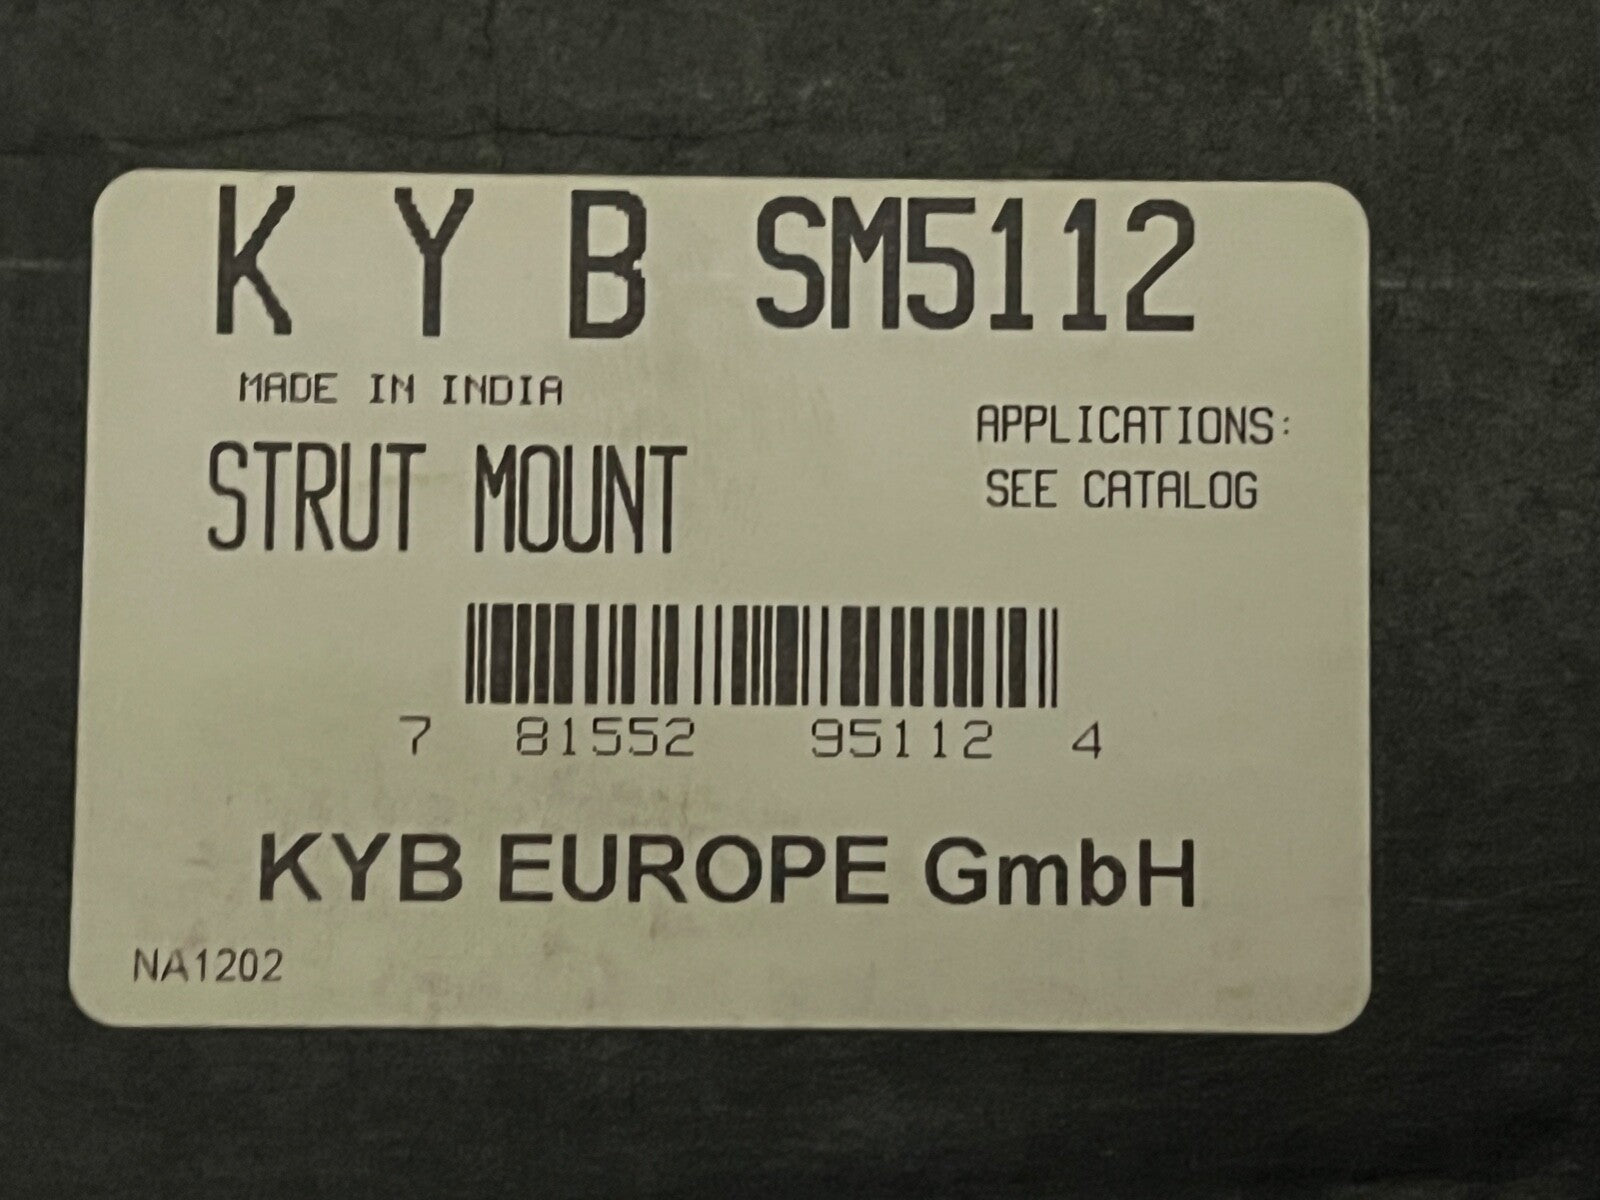 K Y B SM5112
MADE IN INDIA
STRUT MOUNT
APPLICATIONS:
SEE CATALOG
7 81552 95112 4
KYB EUROPE GmbH
NA1202